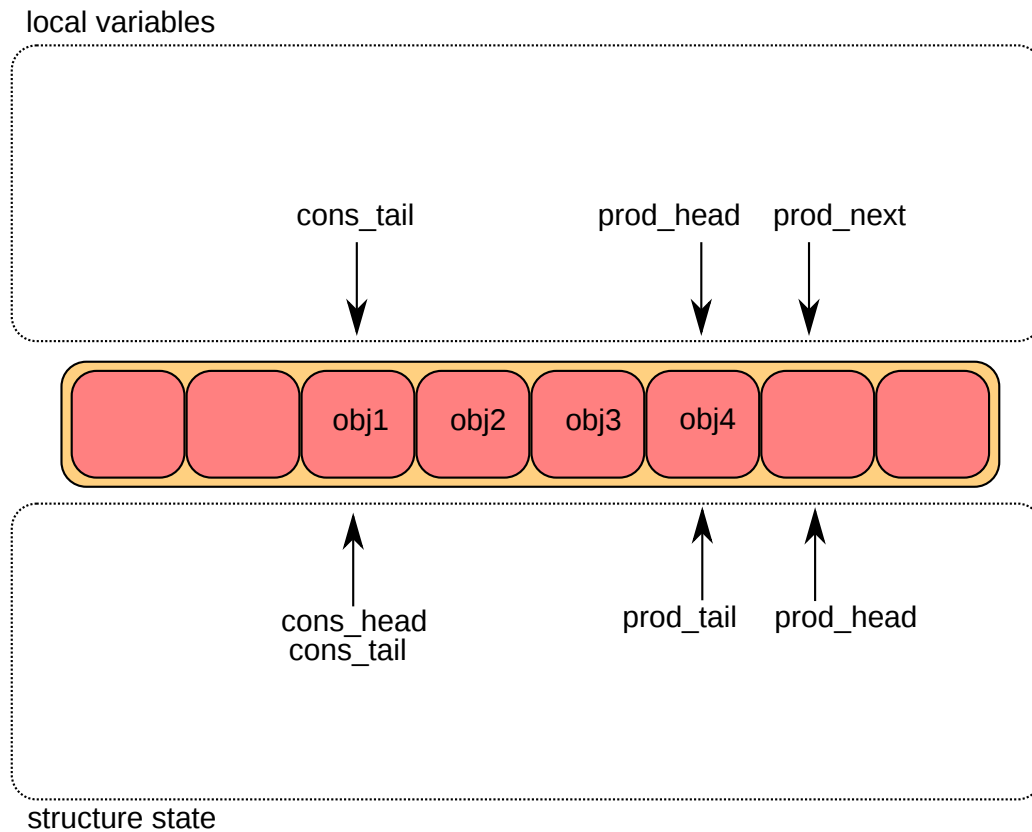 local variables
cons_tail prod_head prod_next
obj1 obj2 obj3 obj4
cons_head prod_tail prod_head
cons_tail
structure state